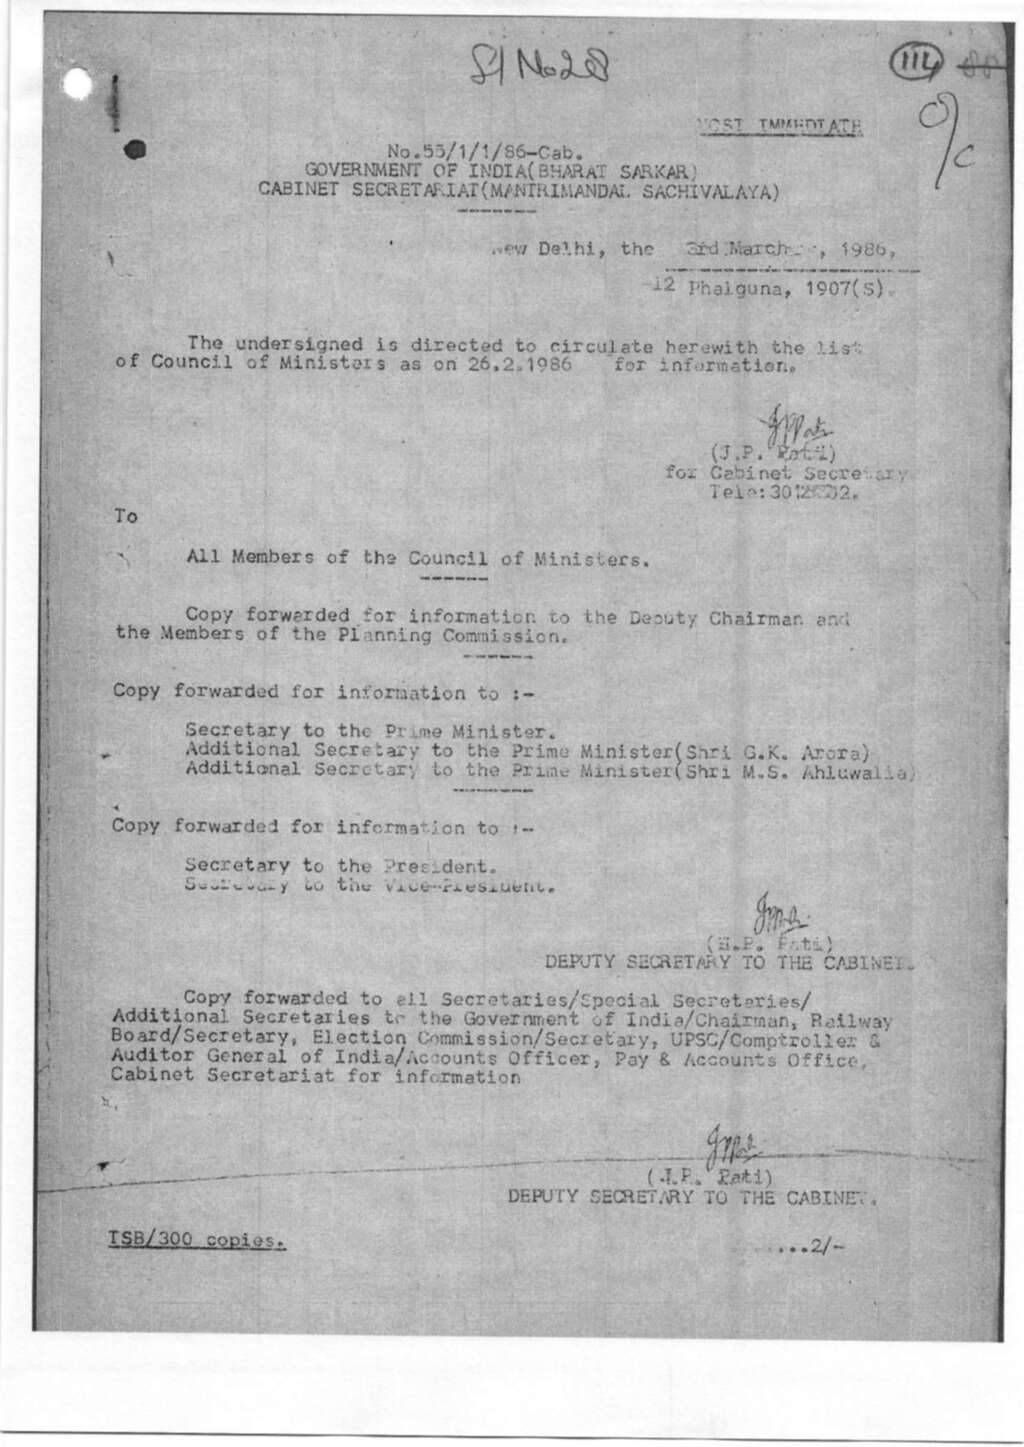 Sl No 28
114
88
O/C
MOST IMMEDIATE
No.55/1/1/86-Cab.
GOVERNMENT OF INDIA(BHARAT SARKAR)
CABINET SECRETARIAT(MANTRIMANDAL SACHIVALAYA)
New Delhi, the 3rd March, 1986,
12 Phalguna, 1907(S).
The undersigned is directed to circulate herewith the list
of Council of Ministers as on 26.2.1986 for information.
(J.P. Pati)
for Cabinet Secretary
Tele:
To
All Members of the Council of Ministers.
Copy forwarded for information to the Deputy Chairman and
the Members of the Planning Commission.
Copy forwarded for information to :-
Secretary to the Prime Minister.
Additional Secretary to the Prime Minister(Shri G.K. Arora)
Additional Secretary to the Prime Minister(Shri M.S. Ahluwalia)
Copy forwarded for information to :-
Secretary to the President.
Secretary to the Vice-President.
Pati)
DEPUTY SECRETARY TO THE CABINET.
Copy forwarded to all Secretaries/Special Secretaries/
Additional Secretaries to the Government of India/Chairman, Railway
Board/Secretary, Election Commission/Secretary, UPSC/Comptroller &
Auditor General of India/Accounts Officer, Pay & Accounts Office,
Cabinet Secretariat for information
(J.P. Pati)
DEPUTY SECRETARY TO THE CABINET.
TSB/300 copies.
....2/-